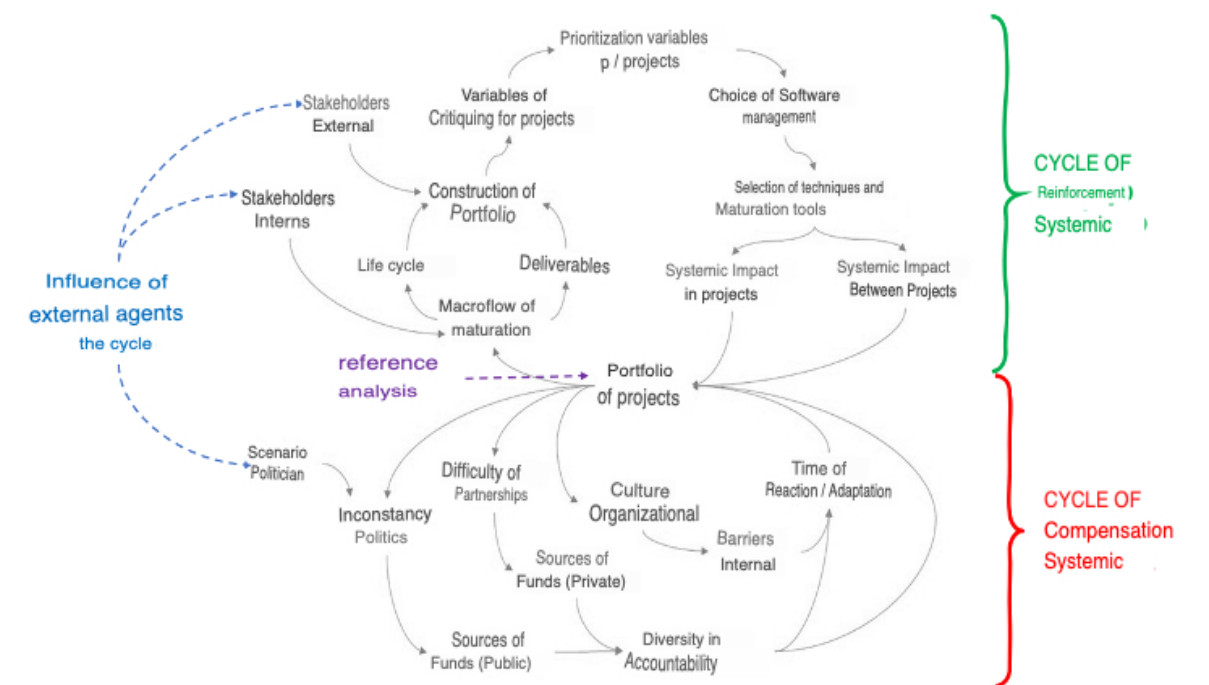 Prioritization variables
p / projects
Variables of
Critiquing for projects
Choice of Software
management
Stakeholders
External
Construction of
Portfolio
Selection of techniques and
Maturation tools
Stakeholders
Interns
Life cycle
Deliverables
Systemic Impact
in projects
Systemic Impact
Between Projects
Macroflow of
maturation
Influence of
external agents
the cycle
reference
analysis
Portfolio
of projects
CYCLE OF
Reinforcement)
Systemic )
Scenario
Politician
Inconstancy
Politics
Difficulty of
Partnerships
Culture
Organizational
Time of
Reaction / Adaptation
Barriers
Internal
Sources of
Funds (Private)
Sources of
Funds (Public)
Diversity in
Accountability
CYCLE OF
Compensation
Systemic